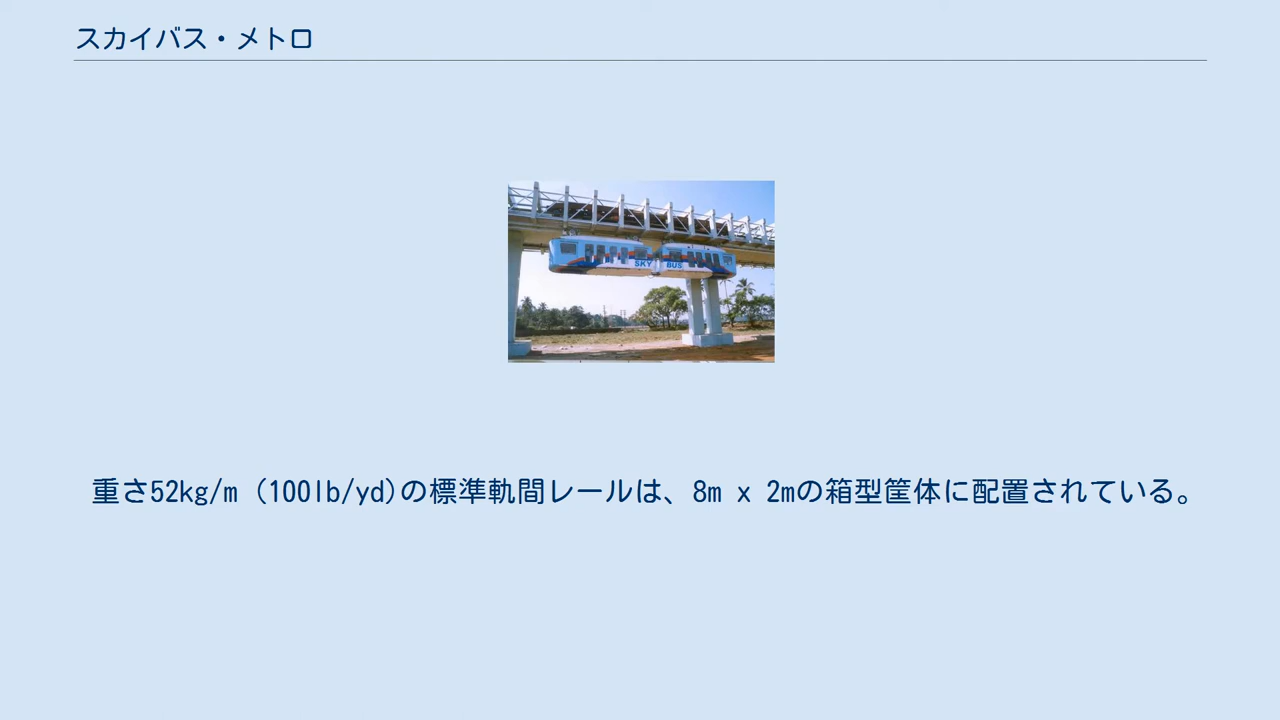 スカイバス・メトロ
SKY BUS
重さ52kg/m (100lb/yd)の標準軌間レールは、8m x 2mの箱型筐体に配置されている。